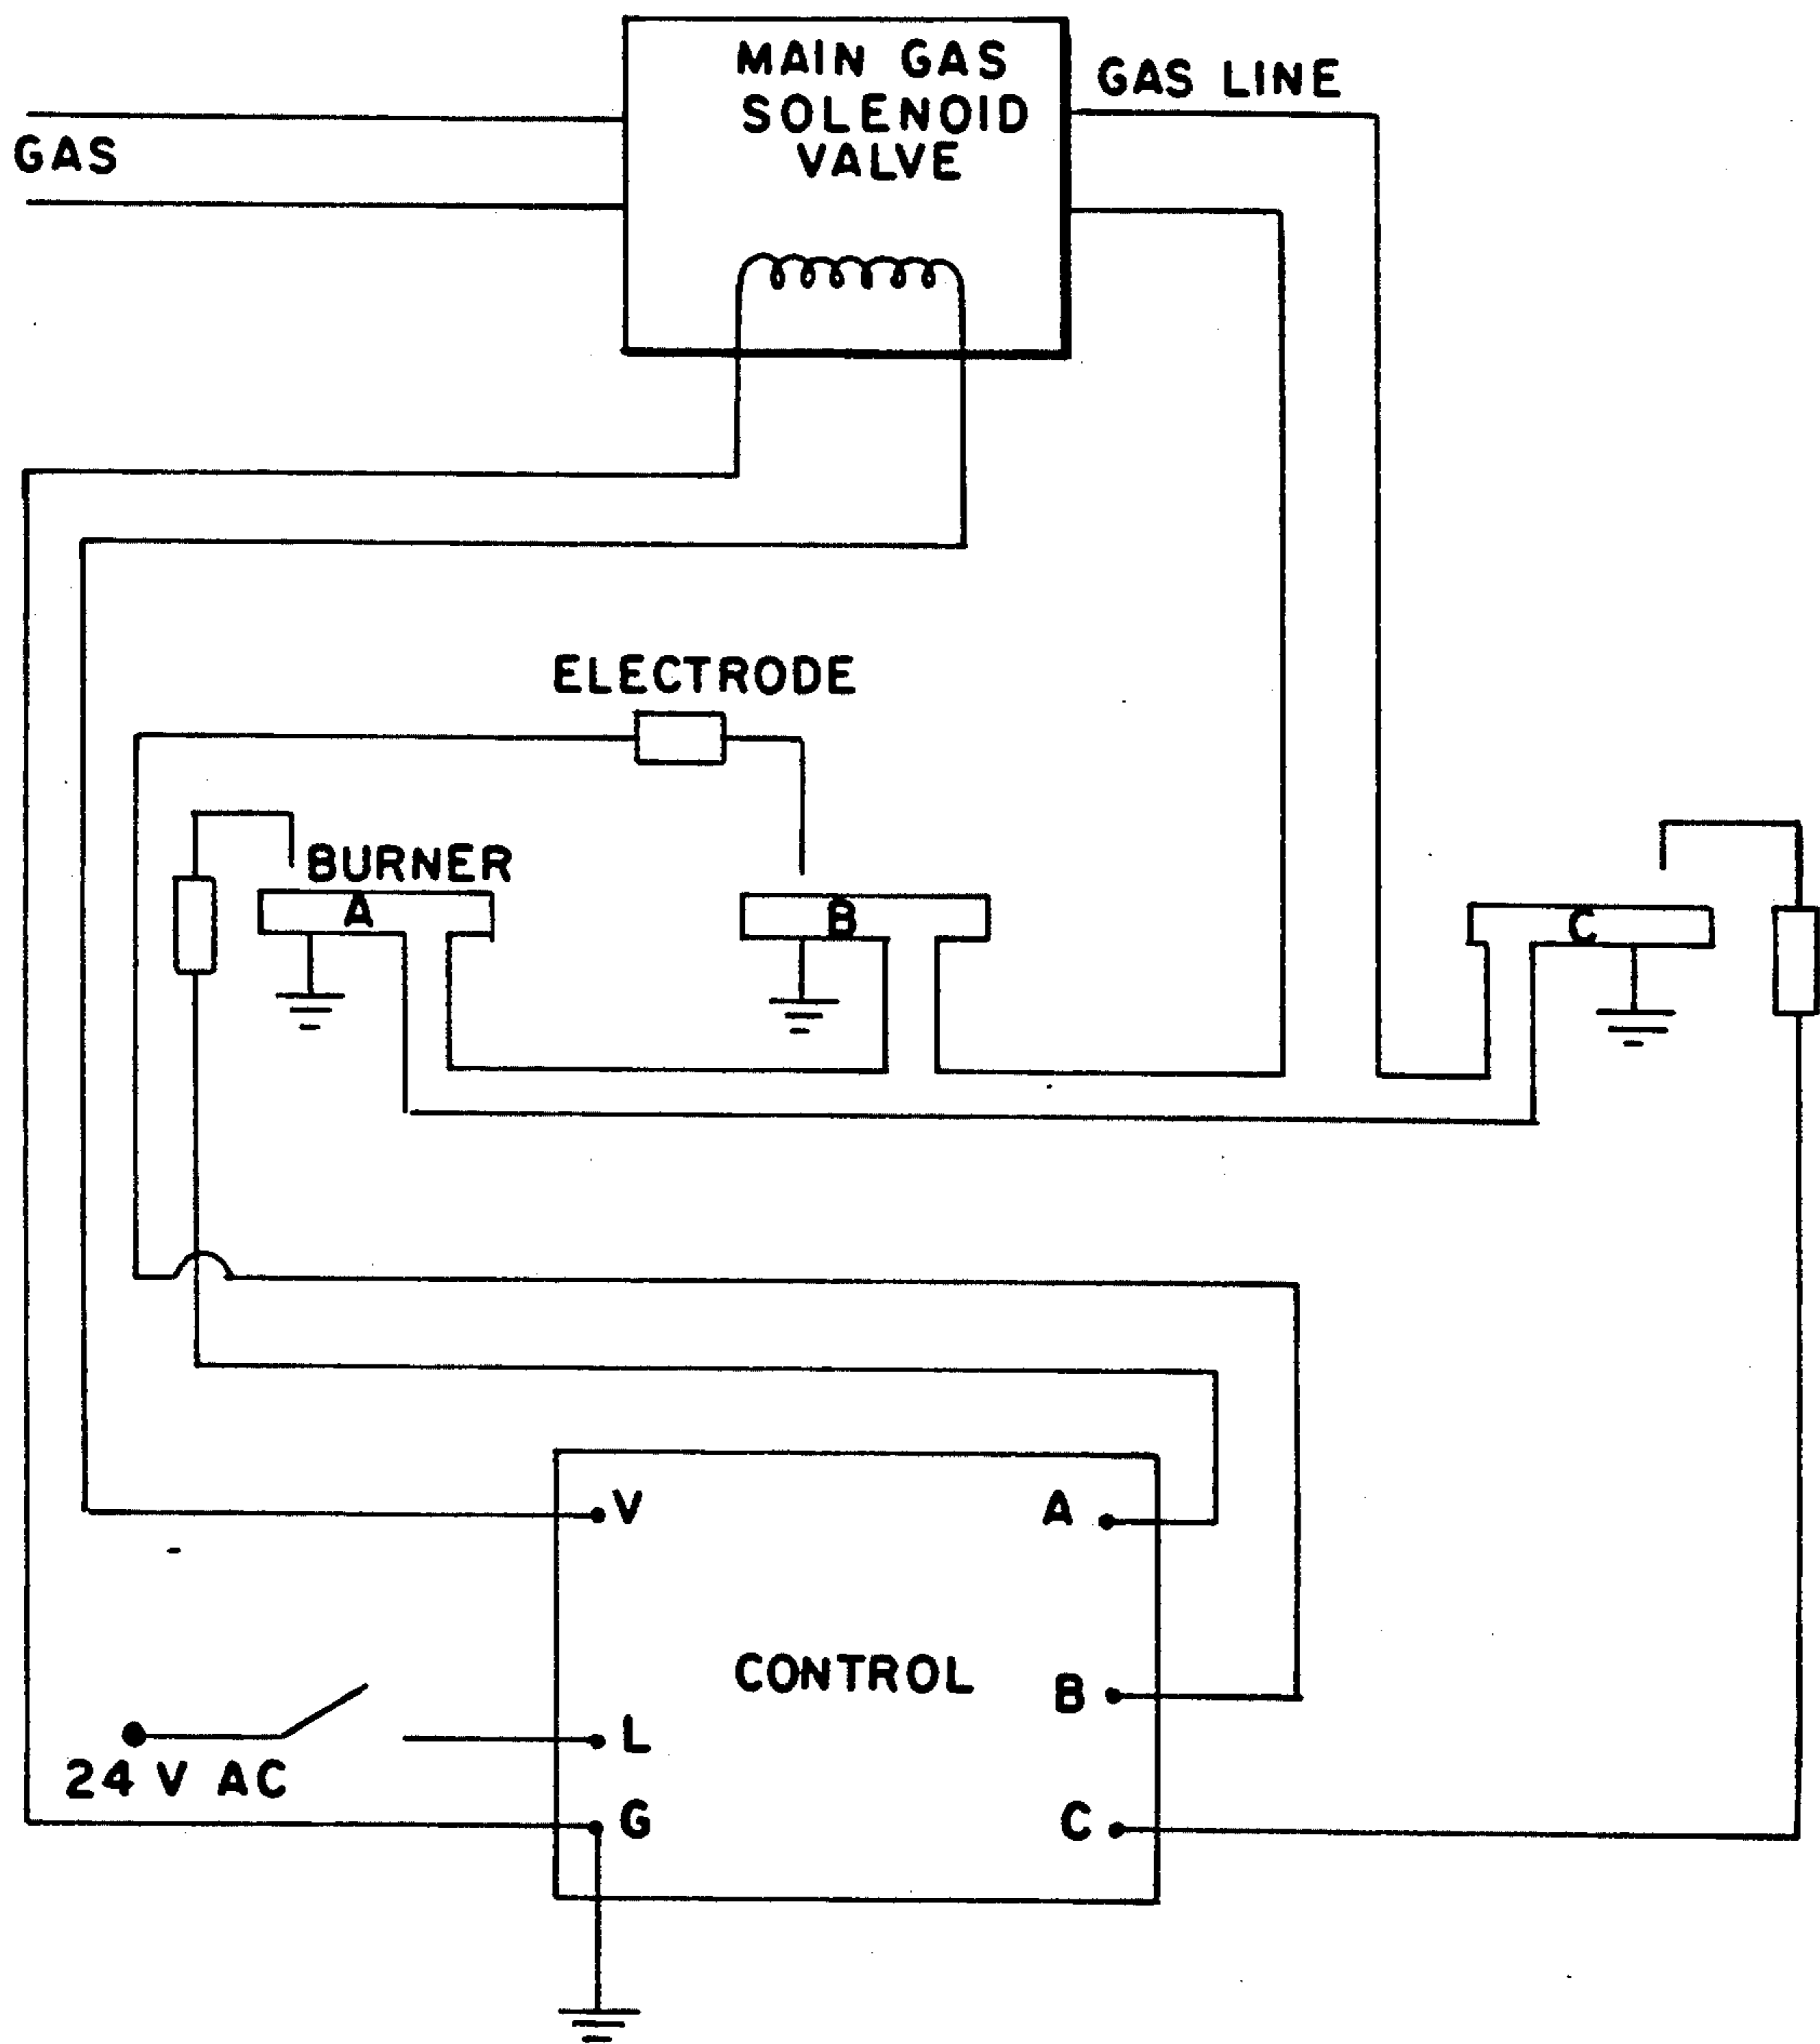 MAIN GAS
SOLENOID
VALVE
GAS LINE
GAS
ELECTRODE
BURNER
A
B
C
V
A
CONTROL
B
L
24 V AC
G
C